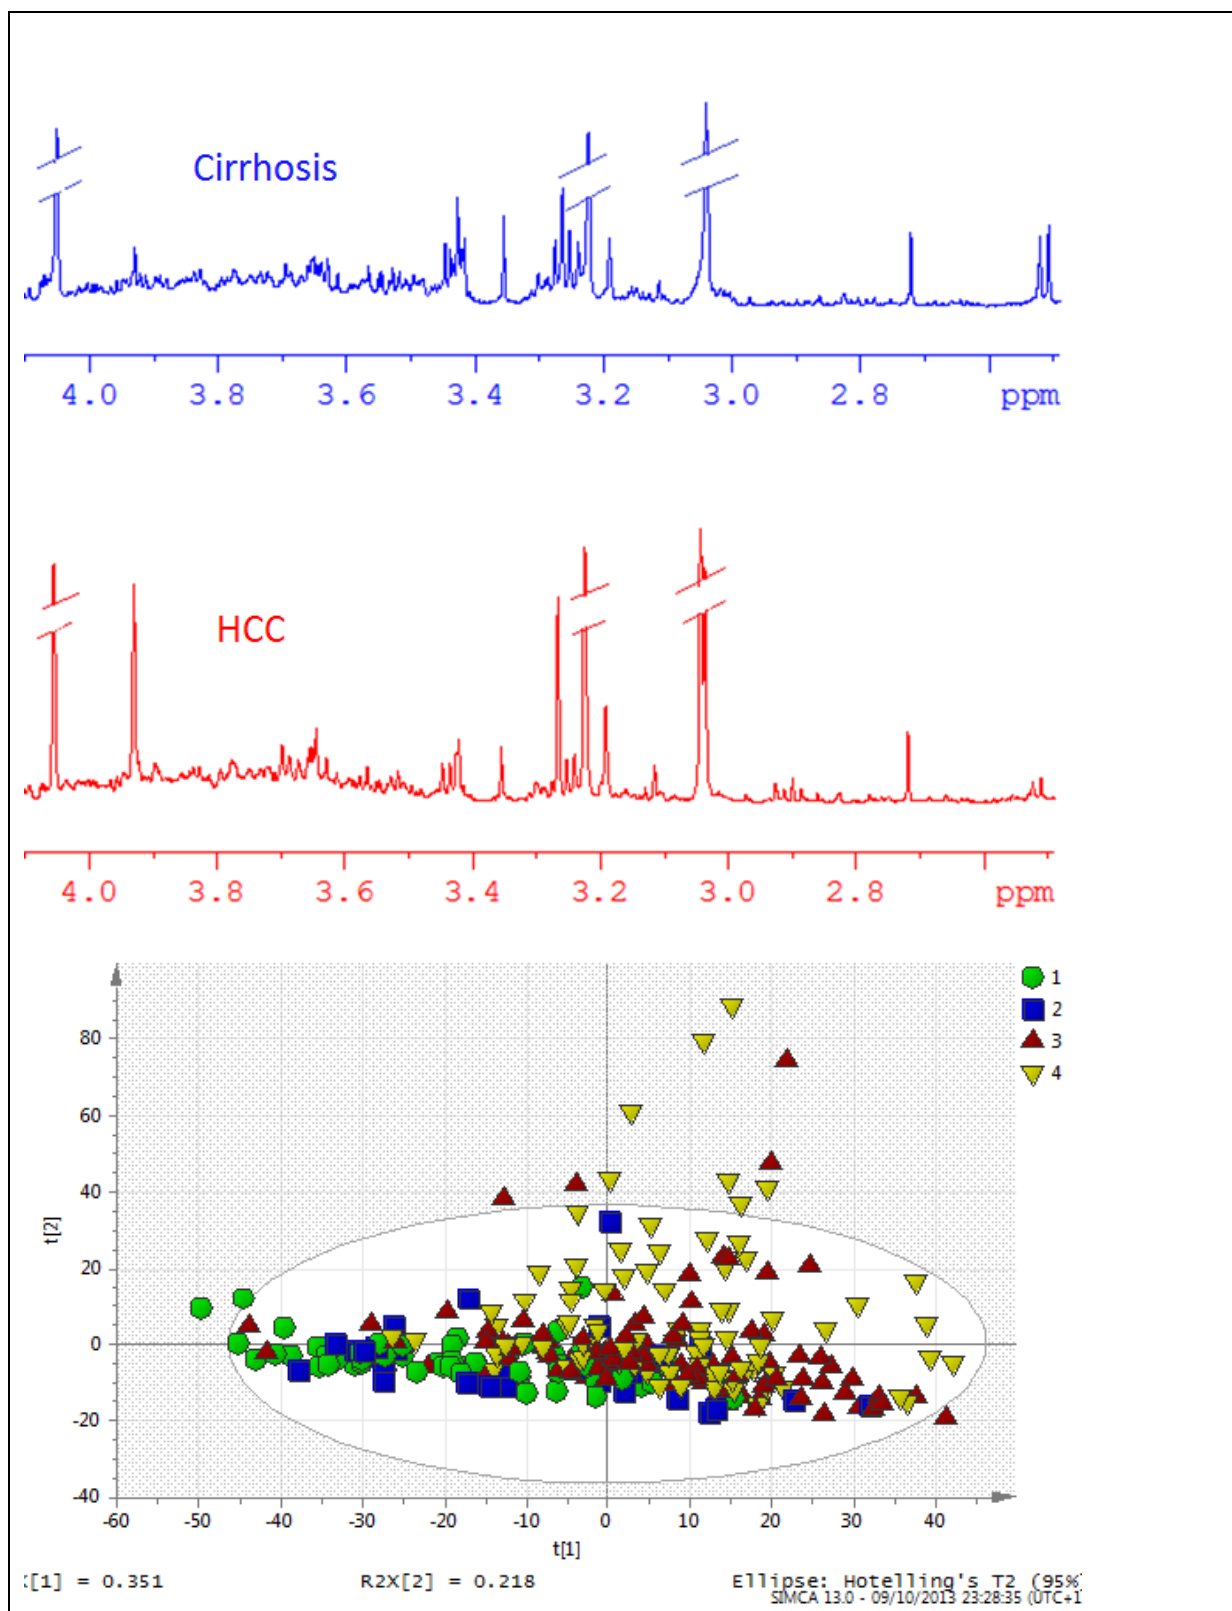 Cirrhosis
4.0 3.8 3.6 3.4 3.2 3.0 2.8 ppm
HCC
4.0 3.8 3.6 3.4 3.2 3.0 2.8 ppm
1
2
3
4
80
60
40
20
0
-20
-40
t[2]
-60 -50 -40 -30 -20 -10 0 10 20 30 40
t[1]
[1] = 0.351 R2X[2] = 0.218 Ellipse: Hotelling's T2 (95%
SIMCA 13.0 - 09/10/2013 23:28:35 (UTC+1